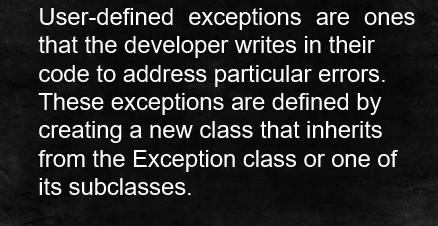 User-defined exceptions are ones
that the developer writes in their
code to address particular errors.
These exceptions are defined by
creating a new class that inherits
from the Exception class or one of
its subclasses.